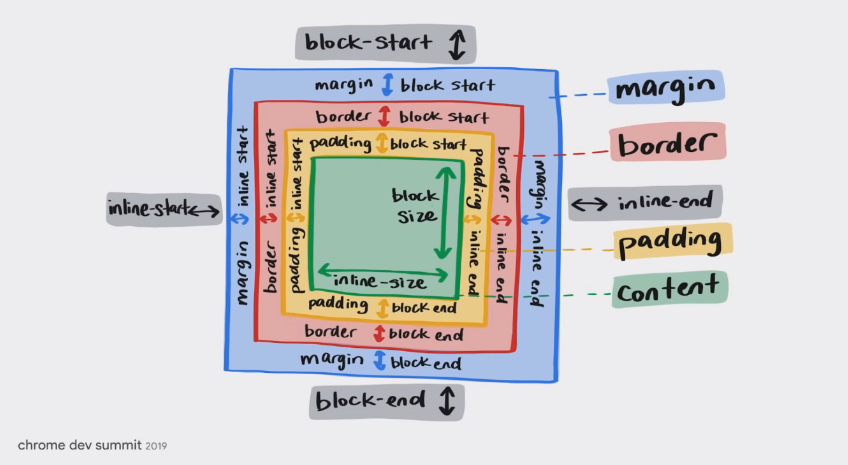 block-start
margin block start
margin
border block start
border
padding block start
inline start
inline start
inline start
padding
border
margin
block
size
inline-start
inline-end
margin
border
padding
inline end
inline end
inline end
padding
inline-size
content
padding block end
border block end
margin block end
block-end
chrome dev summit 2019